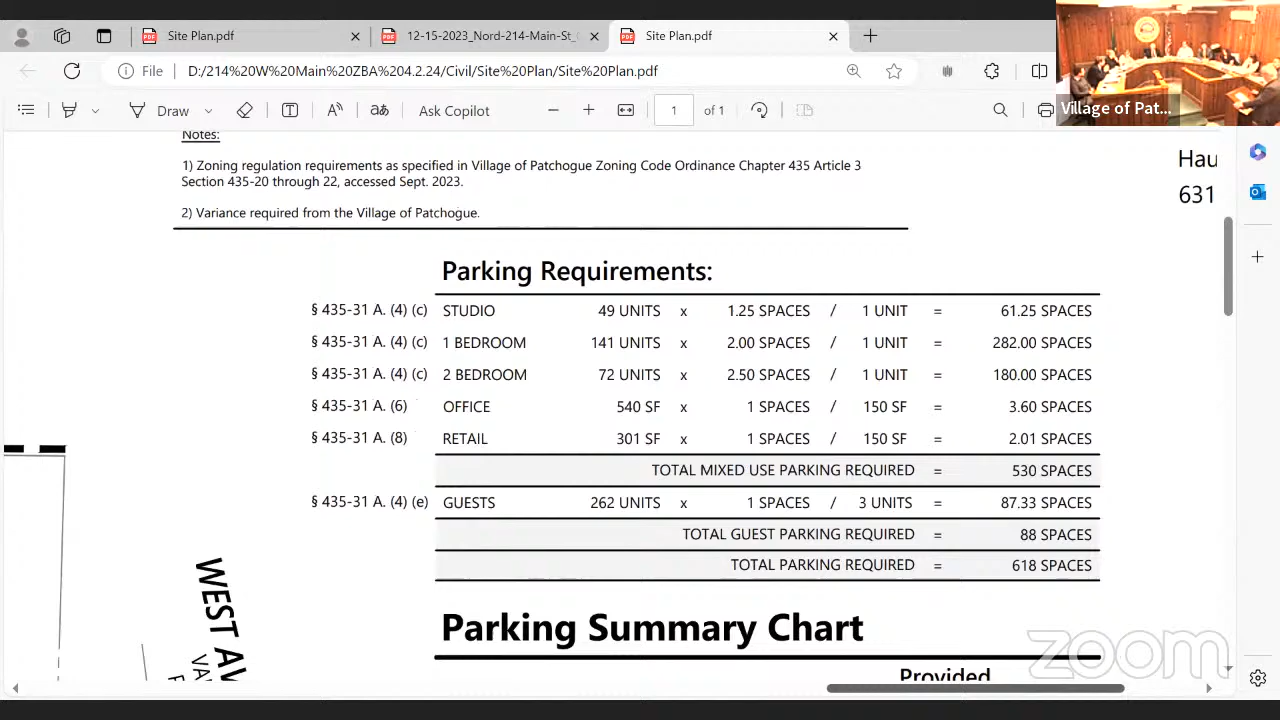 Site Plan.pdf
12-15-2023_Nord-214-Main-St_
Site Plan.pdf
File
D:/214%20W%20Main%20ZBA%204.2.24/Civil/Site%20Plan/Site%20Plan.pdf
Draw
Ask Copilot
1
of 1
Village of Pat...
Notes:
1) Zoning regulation requirements as specified in Village of Patchogue Zoning Code Ordinance Chapter 435 Article 3
Section 435-20 through 22, accessed Sept. 2023.
2) Variance required from the Village of Patchogue.
Hau
631
Parking Requirements:
§ 435-31 A. (4) (c) STUDIO 49 UNITS x 1.25 SPACES / 1 UNIT = 61.25 SPACES
§ 435-31 A. (4) (c) 1 BEDROOM 141 UNITS x 2.00 SPACES / 1 UNIT = 282.00 SPACES
§ 435-31 A. (4) (c) 2 BEDROOM 72 UNITS x 2.50 SPACES / 1 UNIT = 180.00 SPACES
§ 435-31 A. (6) OFFICE 540 SF x 1 SPACES / 150 SF = 3.60 SPACES
§ 435-31 A. (8) RETAIL 301 SF x 1 SPACES / 150 SF = 2.01 SPACES
TOTAL MIXED USE PARKING REQUIRED = 530 SPACES
§ 435-31 A. (4) (e) GUESTS 262 UNITS x 1 SPACES / 3 UNITS = 87.33 SPACES
TOTAL GUEST PARKING REQUIRED = 88 SPACES
TOTAL PARKING REQUIRED = 618 SPACES
WEST AV
VA
Parking Summary Chart
Provided
zoom